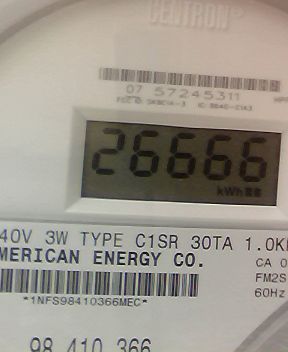 CENTRON
07 57245311
26666
kWh
40V 3W TYPE C1SR 30TA 1.0K
MERICAN ENERGY CO.
CA 0
FM2S
60Hz
*1NFS98410366MEC*
98 410 366